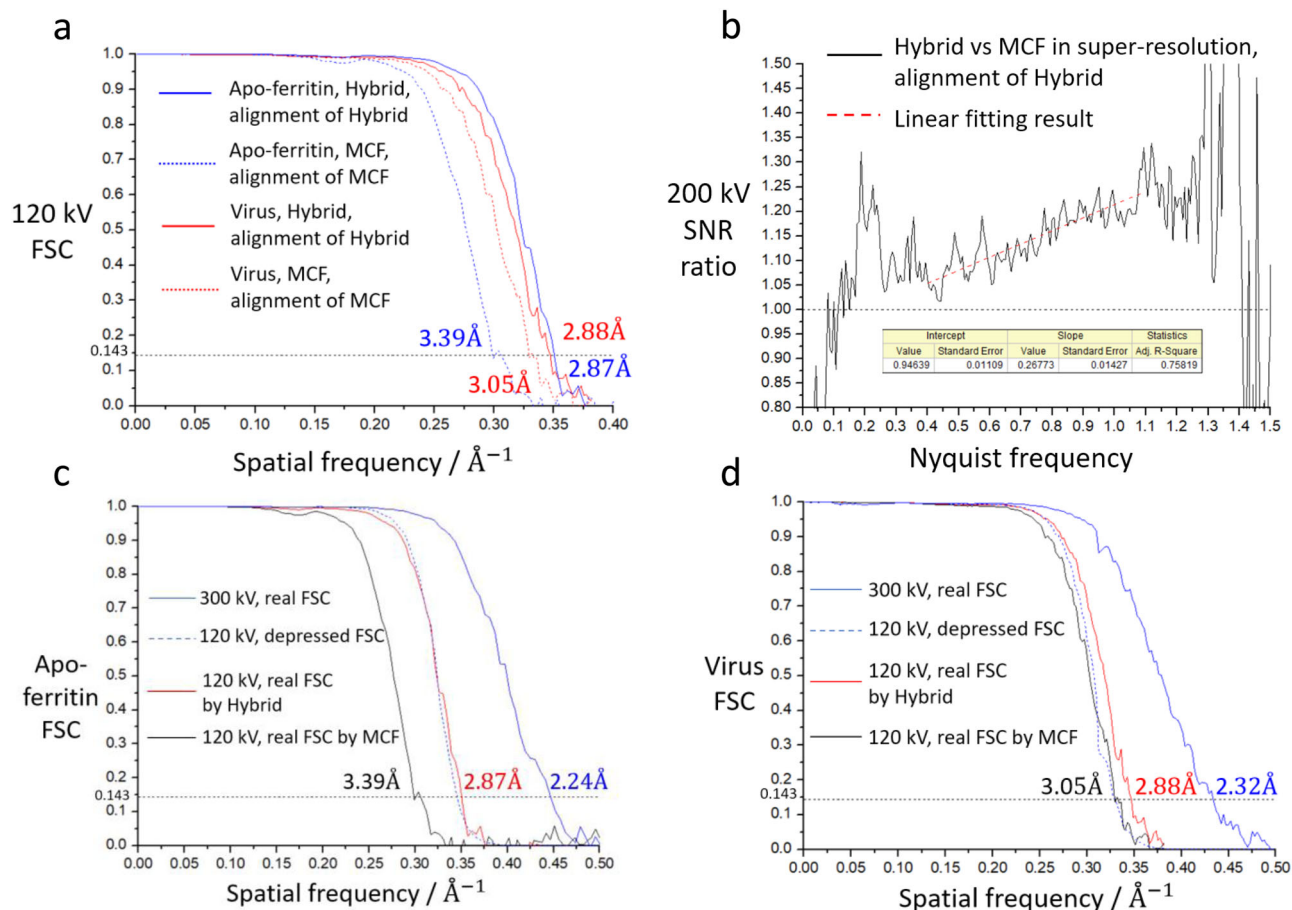 a
1.0
0.9
0.8
0.7
0.6
0.5
0.4
0.3
0.2
0.143
0.1
0.0
0.00 0.05 0.10 0.15 0.20 0.25 0.30 0.35 0.40
120 kV
FSC
Apo-ferritin, Hybrid,
alignment of Hybrid
Apo-ferritin, MCF,
alignment of MCF
Virus, Hybrid,
alignment of Hybrid
Virus, MCF,
alignment of MCF
3.39Å
2.88Å
3.05Å
2.87Å
Spatial frequency / Å⁻¹
b
Hybrid vs MCF in super-resolution,
alignment of Hybrid
Linear fitting result
200 kV
SNR
ratio
1.50
1.45
1.40
1.35
1.30
1.25
1.20
1.15
1.10
1.05
1.00
0.95
0.90
0.85
0.80
Intercept Slope Statistics
Value Standard Error Value Standard Error Adj. R-Square
0.94639 0.01109 0.26773 0.01427 0.75819
0.0 0.1 0.2 0.3 0.4 0.5 0.6 0.7 0.8 0.9 1.0 1.1 1.2 1.3 1.4 1.5
Nyquist frequency
c
1.0
0.9
0.8
0.7
0.6
0.5
0.4
0.3
0.2
0.143
0.1
0.0
Apo-
ferritin
FSC
300 kV, real FSC
120 kV, depressed FSC
120 kV, real FSC
by Hybrid
120 kV, real FSC by MCF
3.39Å
2.87Å
2.24Å
0.00 0.05 0.10 0.15 0.20 0.25 0.30 0.35 0.40 0.45 0.50
Spatial frequency / Å⁻¹
d
1.0
0.9
0.8
0.7
0.6
0.5
0.4
0.3
0.2
0.143
0.1
0.0
Virus
FSC
300 kV, real FSC
120 kV, depressed FSC
120 kV, real FSC
by Hybrid
120 kV, real FSC by MCF
3.05Å
2.88Å
2.32Å
0.00 0.05 0.10 0.15 0.20 0.25 0.30 0.35 0.40 0.45 0.50
Spatial frequency / Å⁻¹